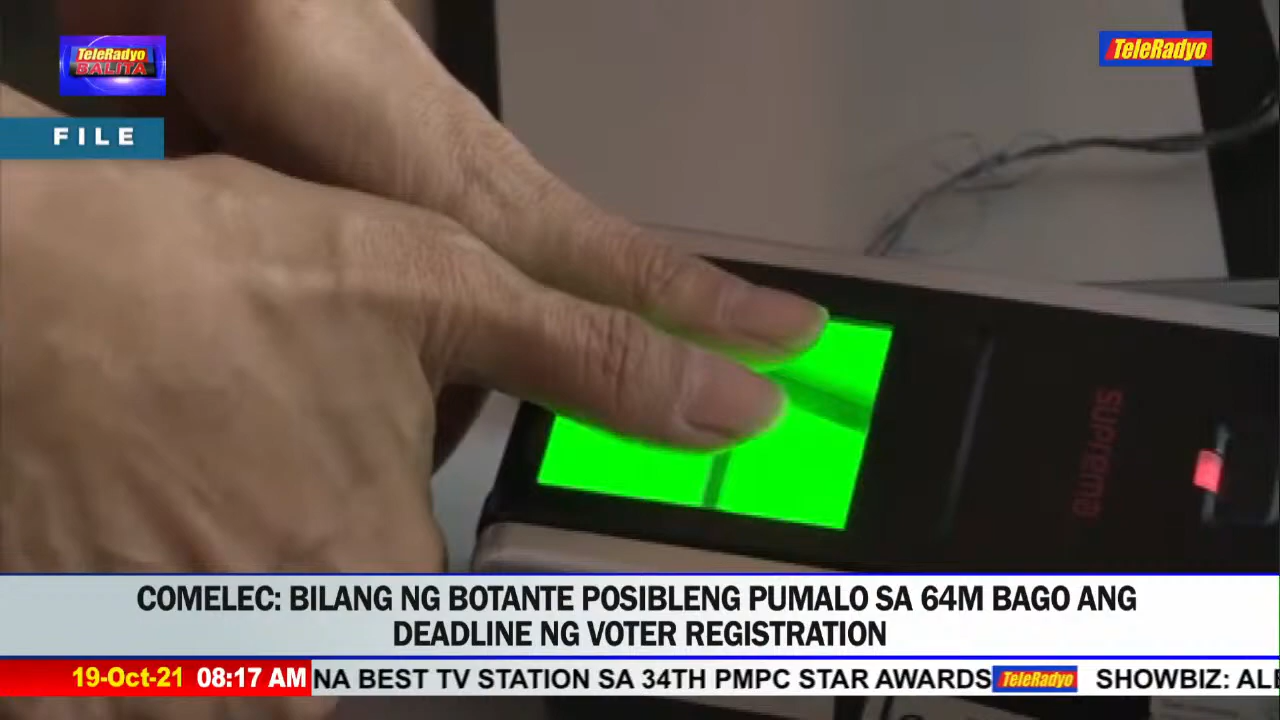 TeleRadyo
BALITA
TeleRadyo
FILE
suprema
COMELEC: BILANG NG BOTANTE POSIBLENG PUMALO SA 64M BAGO ANG
DEADLINE NG VOTER REGISTRATION
19-Oct-21 08:17 AM NA BEST TV STATION SA 34TH PMPC STAR AWARDS TeleRadyo SHOWBIZ: